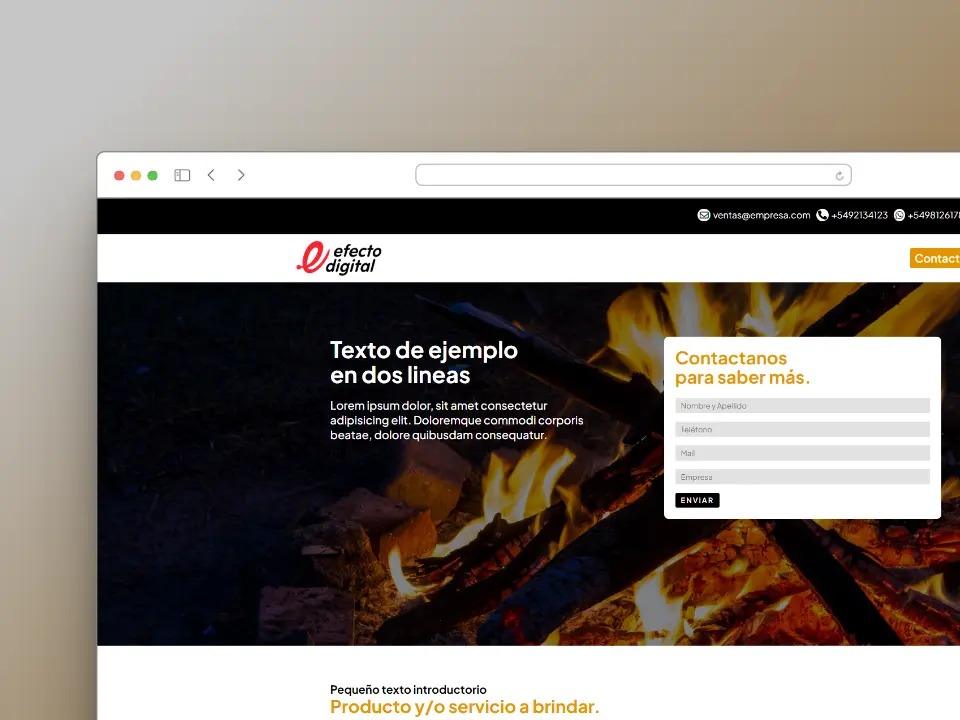 ventas@empresa.com +5492134123 +549812617
efecto
digital
Contact
Texto de ejemplo
en dos lineas
Lorem ipsum dolor, sit amet consectetur
adipisicing elit. Doloremque commodi corporis
beatae, dolore quibusdam consequatur.
Contactanos
para saber más.
Nombre y Apellido
Teléfono
Mail
Empresa
ENVIAR
Pequeño texto introductorio
Producto y/o servicio a brindar.